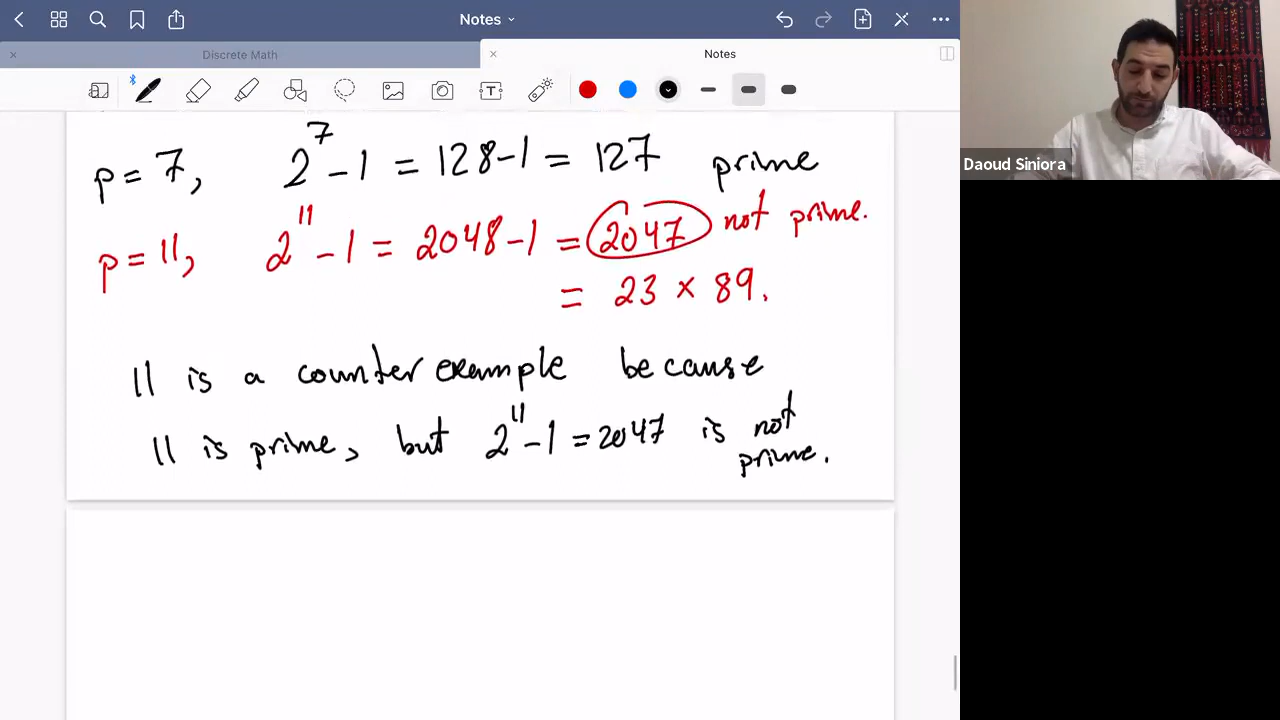 Notes
Discrete Math
Notes
p = 7, 2^7 - 1 = 128 - 1 = 127 prime
p = 11, 2^11 - 1 = 2048 - 1 = 2047 not prime.
= 23 × 89.
11 is a counter example because
11 is prime, but 2^11 - 1 = 2047 is not
prime.
Daoud Siniora